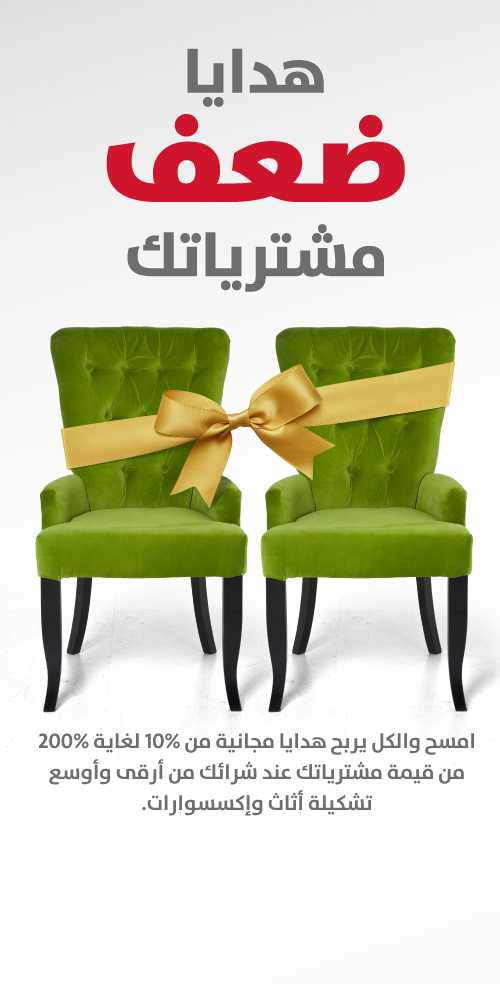 هدايا
ضعف
مشترياتك
امسح والكل يربح هدايا مجانية من 10% لغاية 200%
من قيمة مشترياتك عند شرائك من أرقى وأوسع
تشكيلة أثاث وإكسسوارات.